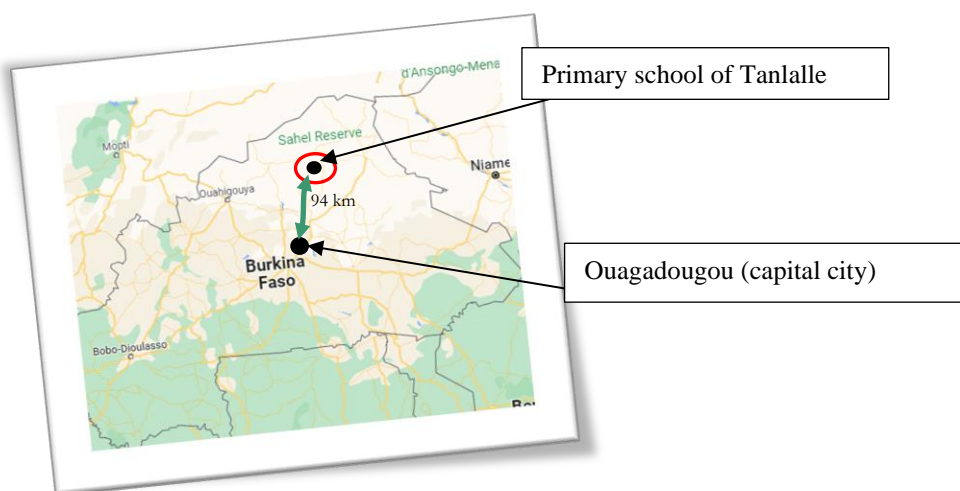 d'Ansongo-Mena
Primary school of Tanlalle
Sahel Reserve
Mopti
Niame
Ouahigouya
94 km
Burkina
Faso
Ouagadougou (capital city)
Bobo-Dioulasso